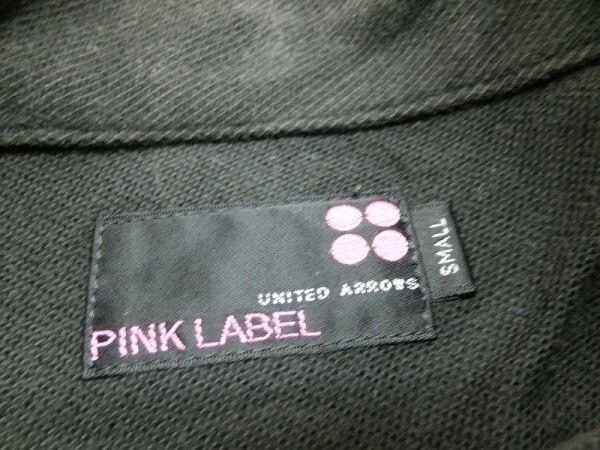 UNITED ARROWS
PINK LABEL
SMALL